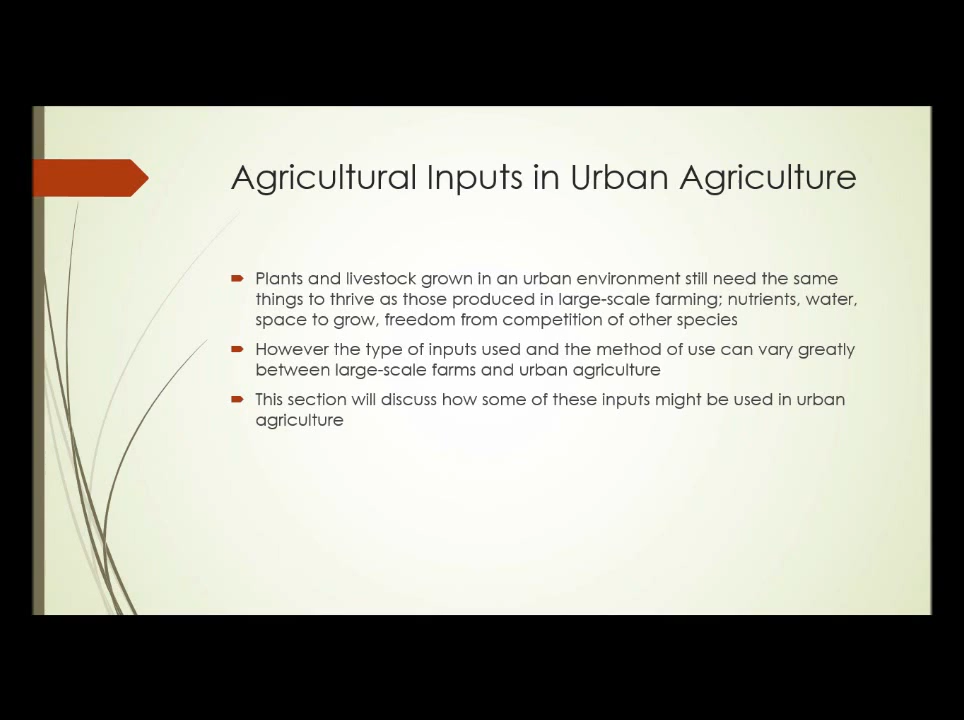 Agricultural Inputs in Urban Agriculture
Plants and livestock grown in an urban environment still need the same
things to thrive as those produced in large-scale farming; nutrients, water,
space to grow, freedom from competition of other species
However the type of inputs used and the method of use can vary greatly
between large-scale farms and urban agriculture
This section will discuss how some of these inputs might be used in urban
agriculture